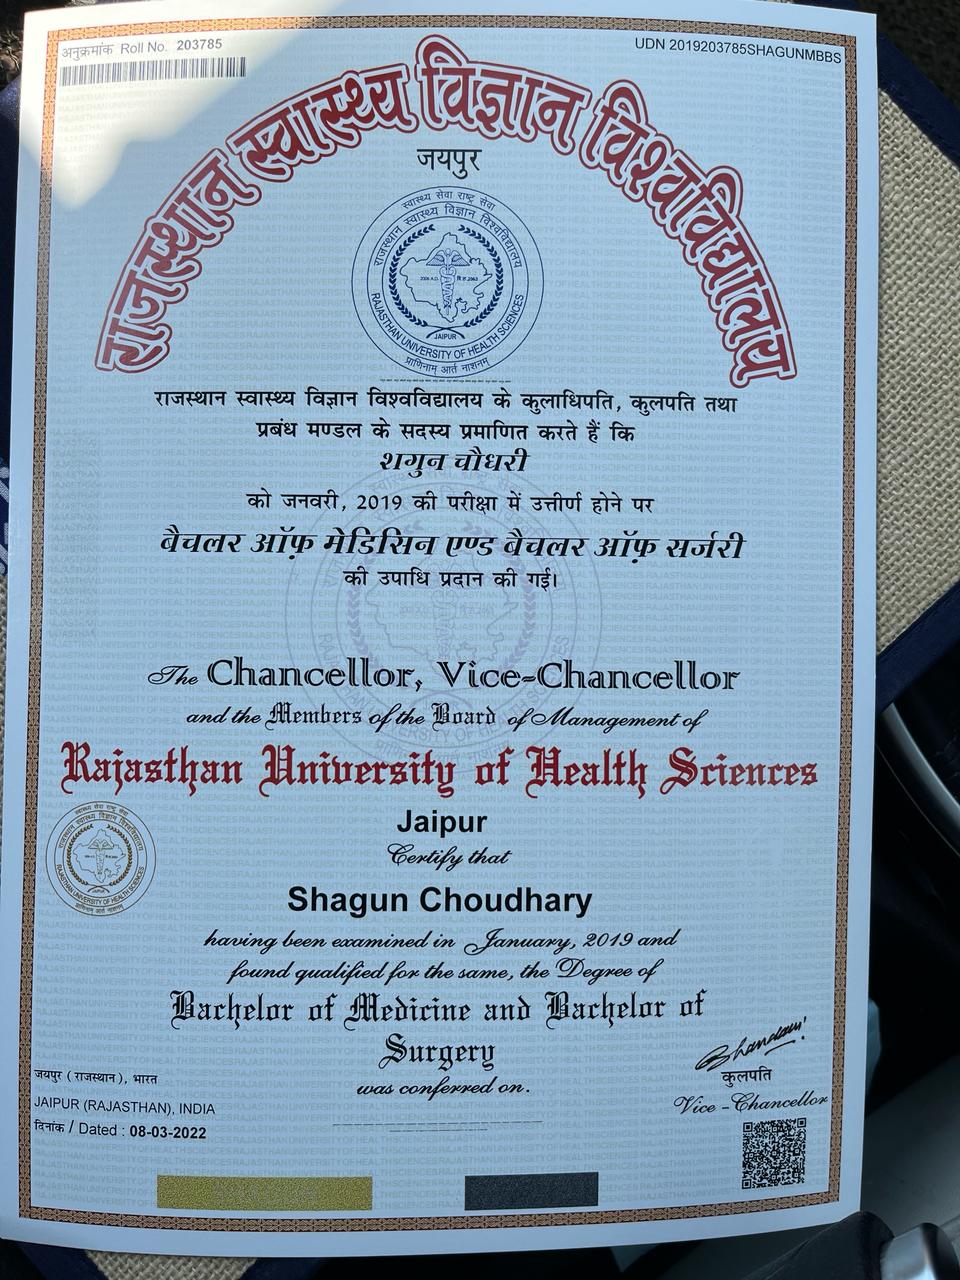 अनुक्रमांक Roll No. 203785
UDN 2019203785SHAGUNMBBS
राजस्थान स्वास्थ्य विज्ञान विश्वविद्यालय
जयपुर
स्वास्थ्य सेवा राष्ट्र सेवा
राजस्थान स्वास्थ्य विज्ञान विश्वविद्यालय
2006 A.D. वि.सं.2063
JAIPUR
RAJASTHAN UNIVERSITY OF HEALTH SCIENCES
प्राणिनाम् आर्त नाशनम्
राजस्थान स्वास्थ्य विज्ञान विश्वविद्यालय के कुलाधिपति, कुलपति तथा
प्रबंध मण्डल के सदस्य प्रमाणित करते हैं कि
शगुन चौधरी
को जनवरी, 2019 की परीक्षा में उत्तीर्ण होने पर
बैचलर ऑफ़ मेडिसिन एण्ड बैचलर ऑफ़ सर्जरी
की उपाधि प्रदान की गई।
The Chancellor, Vice-Chancellor
and the Members of the Board of Management of
Rajasthan University of Health Sciences
Jaipur
Certify that
Shagun Choudhary
having been examined in January, 2019 and
found qualified for the same, the Degree of
Bachelor of Medicine and Bachelor of
Surgery
was conferred on.
जयपुर (राजस्थान), भारत
JAIPUR (RAJASTHAN), INDIA
दिनांक / Dated : 08-03-2022
कुलपति
Vice-Chancellor